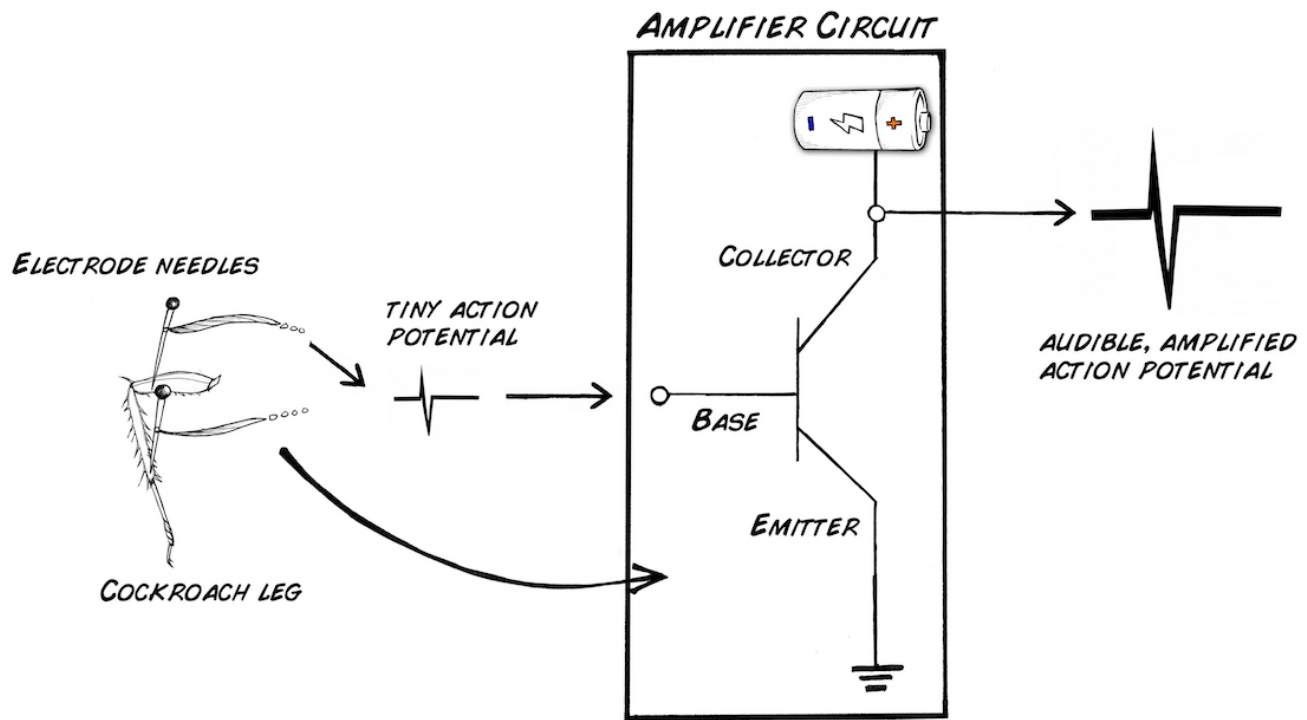 AMPLIFIER CIRCUIT
- +
COLLECTOR
ELECTRODE NEEDLES
TINY ACTION
POTENTIAL
AUDIBLE, AMPLIFIED
ACTION POTENTIAL
BASE
EMITTER
COCKROACH LEG